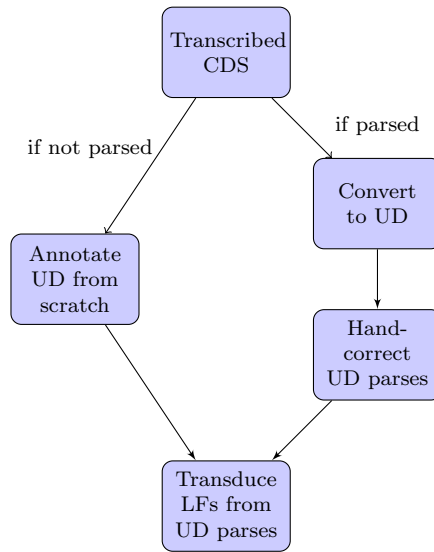 Transcribed
CDS
if parsed
if not parsed
Convert
to UD
Annotate
UD from
scratch
Hand-
correct
UD parses
Transduce
LFs from
UD parses